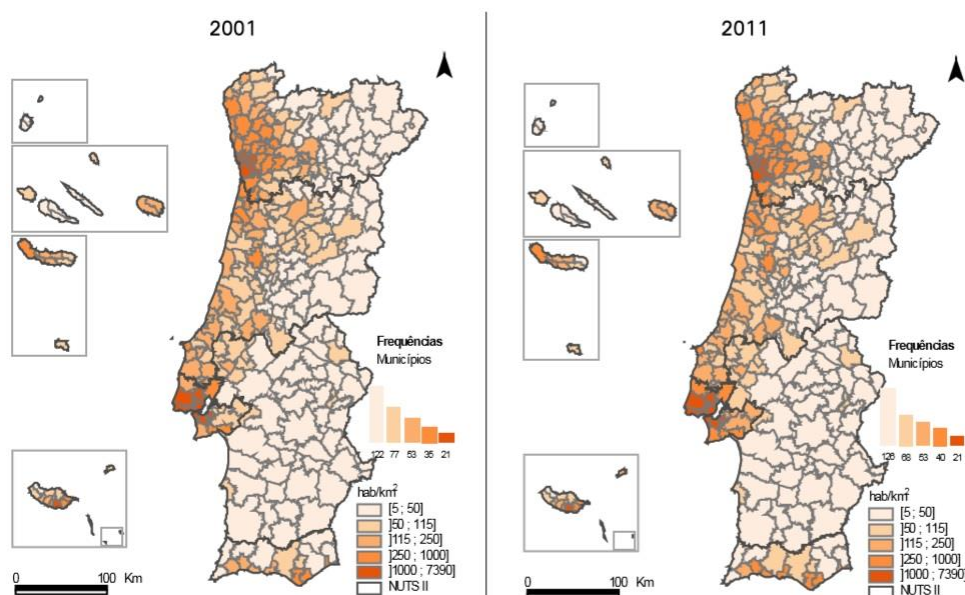 2001
Frequências
Municípios
122 77 53 35 21
hab/km²
[5 ; 50]
]50 ; 115]
]115 ; 250]
]250 ; 1000]
]1000 ; 7390]
NUTS II
0 100 Km
2011
Frequências
Municípios
126 68 53 40 21
hab/km²
[5 ; 50]
]50 ; 115]
]115 ; 250]
]250 ; 1000]
]1000 ; 7390]
NUTS II
0 100 Km